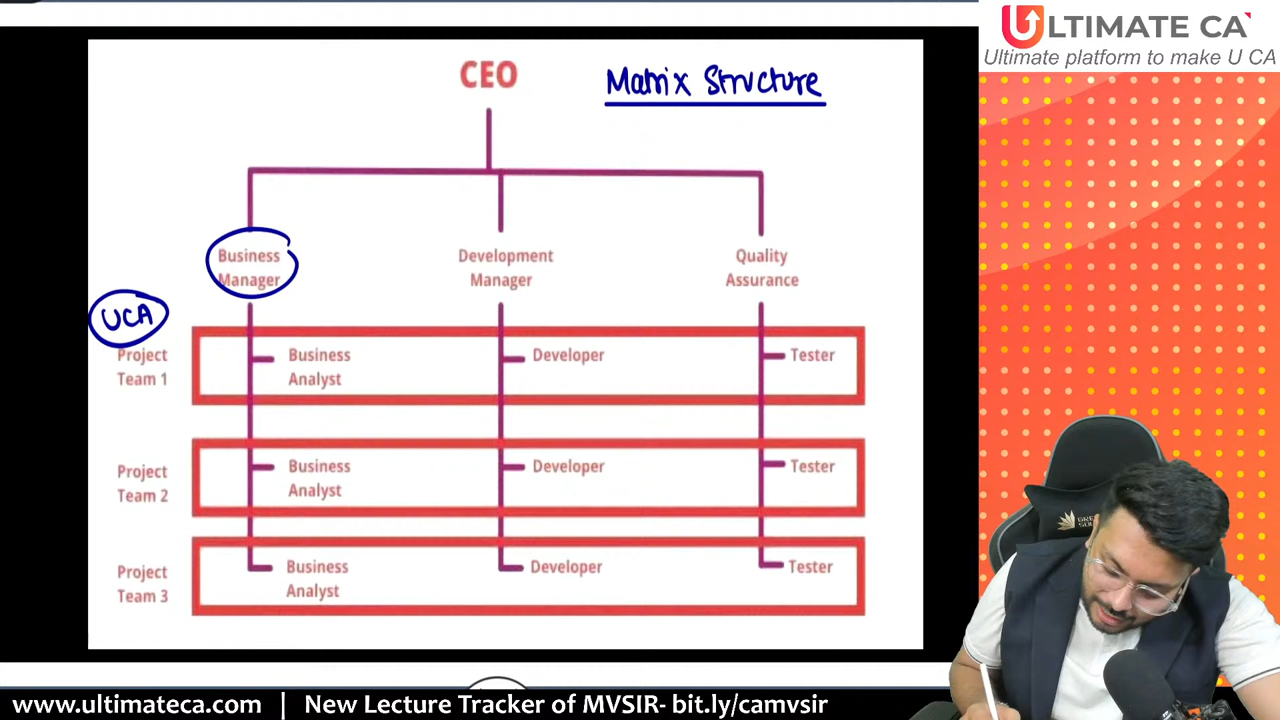 ULTIMATE CA
Ultimate platform to make U CA
CEO
Matrix Structure
Business
Manager
Development
Manager
Quality
Assurance
UCA
Project
Team 1
Business
Analyst
Developer
Tester
Project
Team 2
Business
Analyst
Developer
Tester
Project
Team 3
Business
Analyst
Developer
Tester
www.ultimateca.com | New Lecture Tracker of MVSIR- bit.ly/camvsir